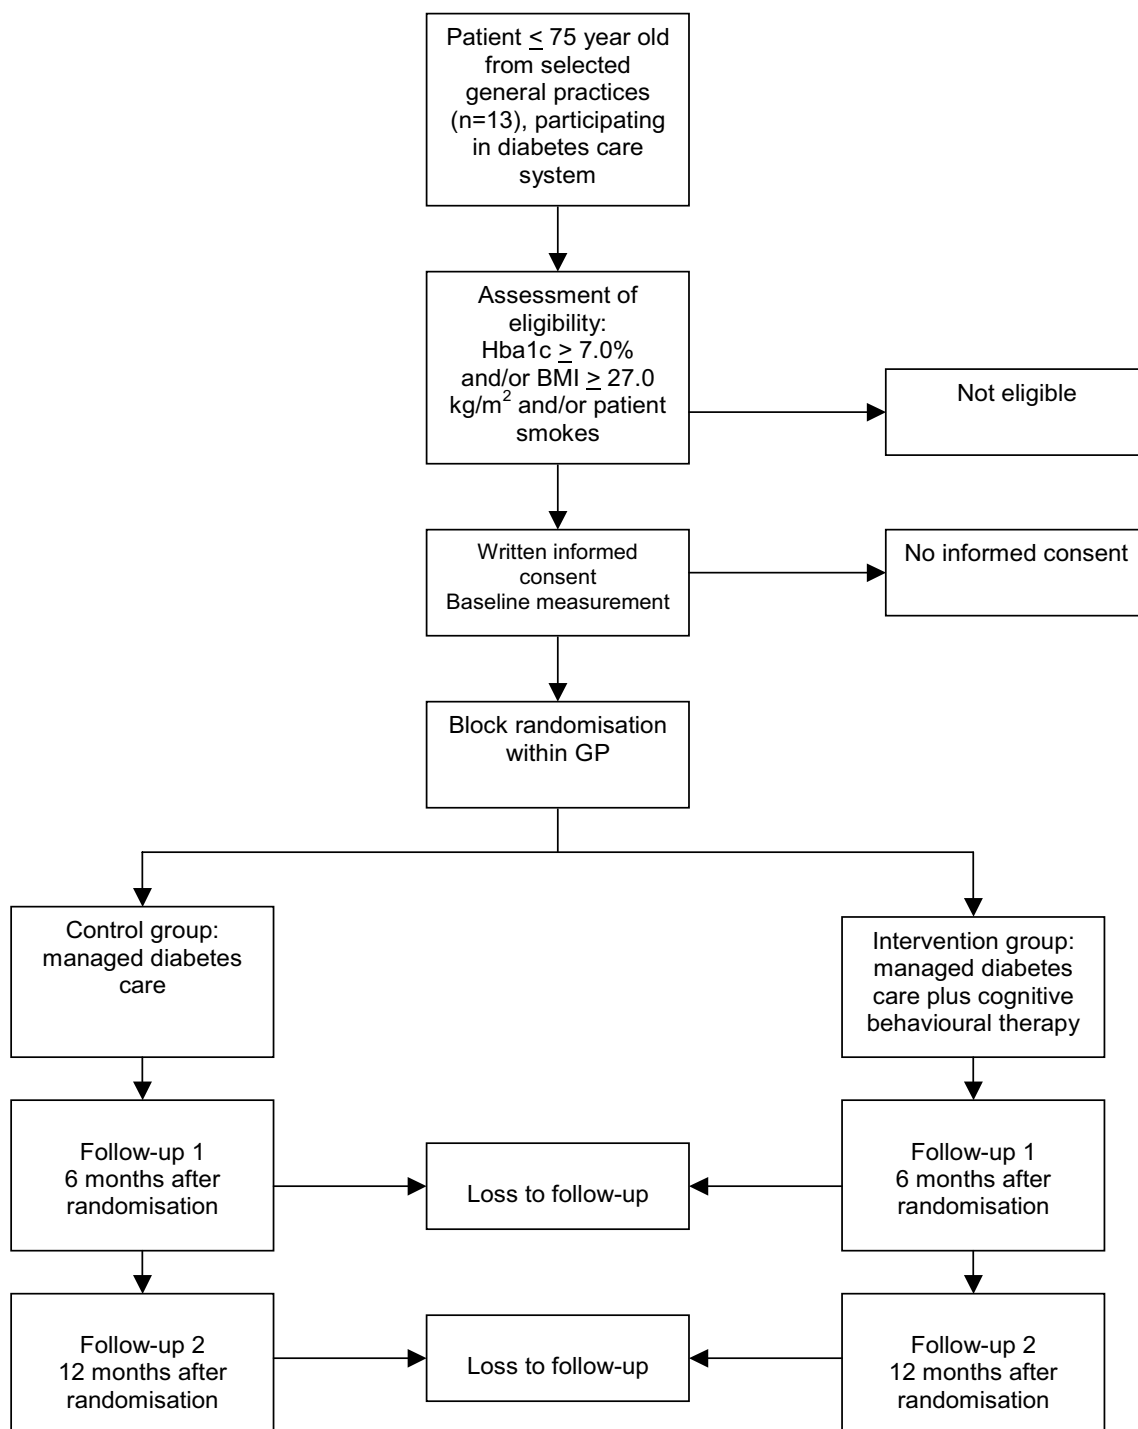 Patient ≤ 75 year old
from selected
general practices
(n=13), participating
in diabetes care
system
Assessment of
eligibility:
Hba1c ≥ 7.0%
and/or BMI ≥ 27.0
kg/m² and/or patient
smokes
Not eligible
Written informed
consent
Baseline measurement
No informed consent
Block randomisation
within GP
Control group:
managed diabetes
care
Intervention group:
managed diabetes
care plus cognitive
behavioural therapy
Follow-up 1
6 months after
randomisation
Loss to follow-up
Follow-up 1
6 months after
randomisation
Follow-up 2
12 months after
randomisation
Loss to follow-up
Follow-up 2
12 months after
randomisation